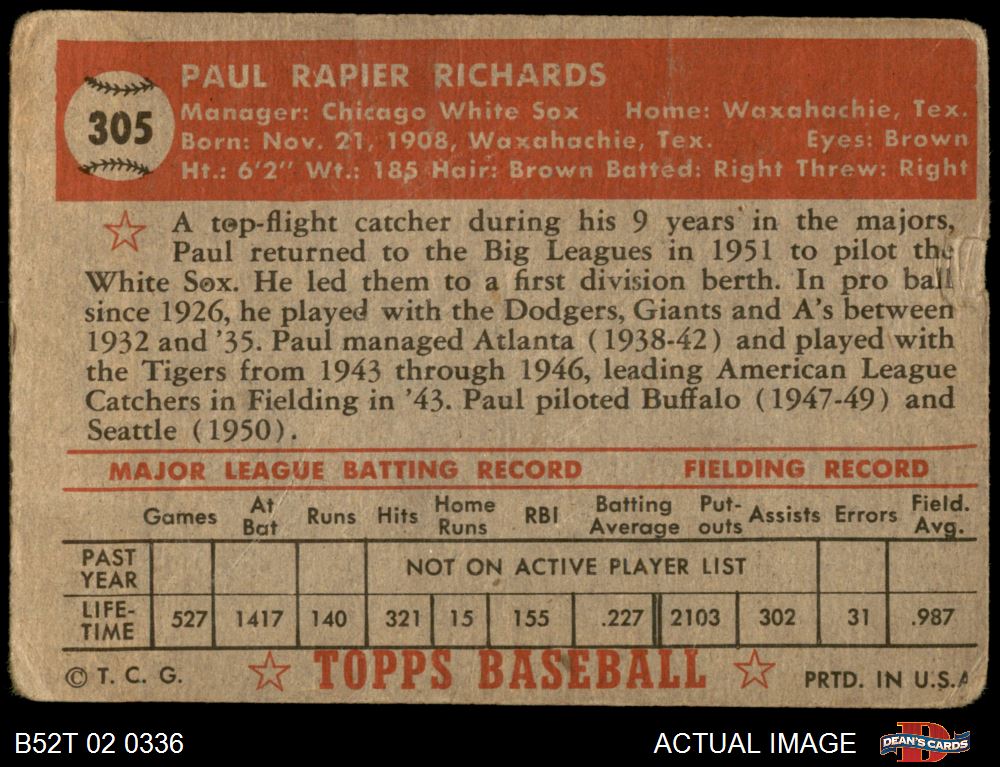 PAUL RAPIER RICHARDS
305
Manager: Chicago White Sox Home: Waxahachie, Tex.
Born: Nov. 21, 1908, Waxahachie, Tex. Eyes: Brown
Ht.: 6'2" Wt.: 185 Hair: Brown Batted: Right Threw: Right
A top-flight catcher during his 9 years in the majors,
Paul returned to the Big Leagues in 1951 to pilot the
White Sox. He led them to a first division berth. In pro ball
since 1926, he played with the Dodgers, Giants and A's between
1932 and '35. Paul managed Atlanta (1938-42) and played with
the Tigers from 1943 through 1946, leading American League
Catchers in Fielding in '43. Paul piloted Buffalo (1947-49) and
Seattle (1950).
MAJOR LEAGUE BATTING RECORD FIELDING RECORD
Games At Bat Runs Hits Home Runs RBI Batting Average Put-outs Assists Errors Field. Avg.
PAST YEAR NOT ON ACTIVE PLAYER LIST
LIFE-TIME 527 1417 140 321 15 155 .227 2103 302 31 .987
© T. C. G. TOPPS BASEBALL PRTD. IN U.S.A
B52T 02 0336 ACTUAL IMAGE DEAN'S CARDS